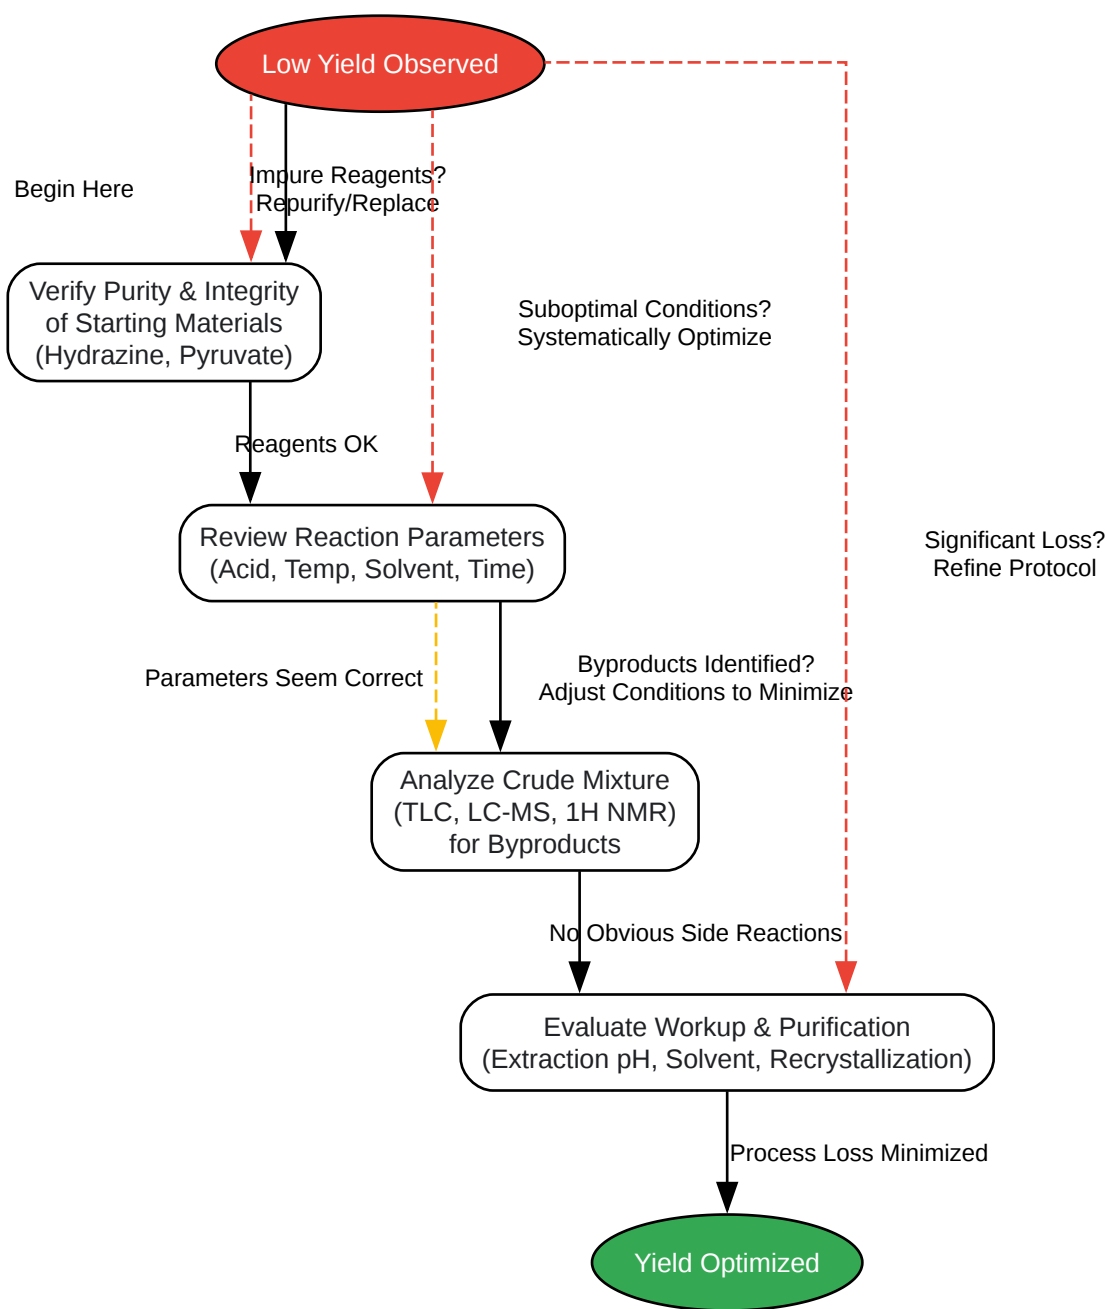 Low Yield Observed
Begin Here
Impure Reagents?
Repurify/Replace
Verify Purity & Integrity
of Starting Materials
(Hydrazine, Pyruvate)
Suboptimal Conditions?
Systematically Optimize
Reagents OK
Review Reaction Parameters
(Acid, Temp, Solvent, Time)
Significant Loss?
Refine Protocol
Parameters Seem Correct
Byproducts Identified?
Adjust Conditions to Minimize
Analyze Crude Mixture
(TLC, LC-MS, 1H NMR)
for Byproducts
No Obvious Side Reactions
Evaluate Workup & Purification
(Extraction pH, Solvent, Recrystallization)
Process Loss Minimized
Yield Optimized